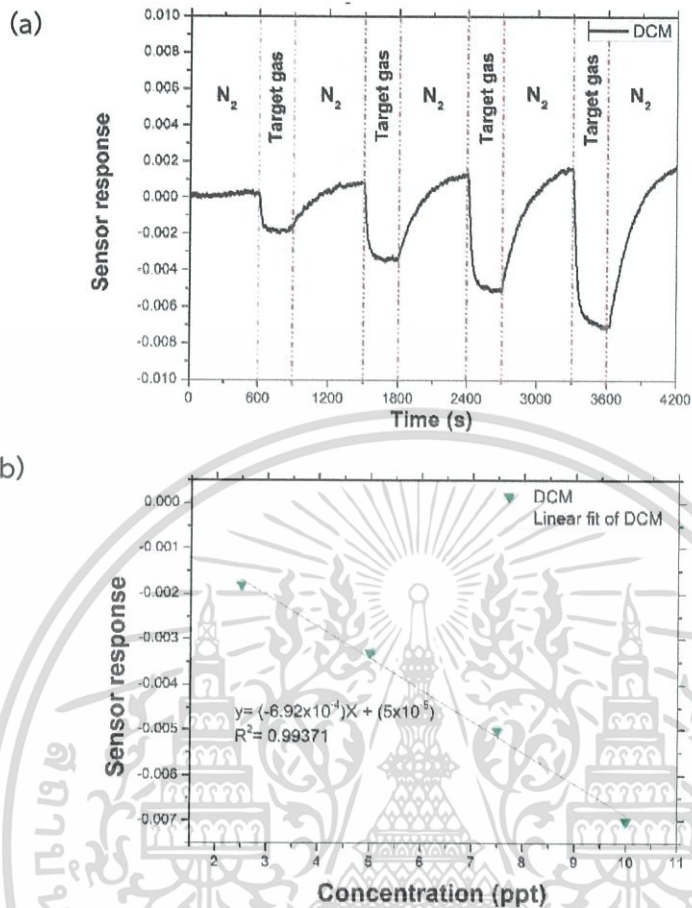 (a)
0.010
0.008
0.006
0.004
0.002
0.000
-0.002
-0.004
-0.006
-0.008
-0.010
Sensor response
N₂
Target gas
N₂
Target gas
N₂
Target gas
N₂
Target gas
N₂
DCM
0 600 1200 1800 2400 3000 3600 4200
Time (s)
b)
0.000
-0.001
-0.002
-0.003
-0.004
-0.005
-0.006
-0.007
Sensor response
DCM
Linear fit of DCM
y= (-6.92x10⁻⁴)X + (5x10⁻⁵)
R²= 0.99371
2 3 4 5 6 7 8 9 10 11
Concentration (ppt)